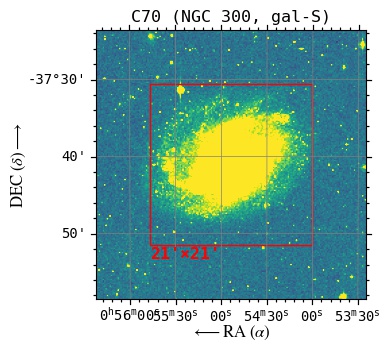 C70 (NGC 300, gal-S)
-37°30'
40'
50'
DEC (δ)⟶
21'×21'
0ʰ56ᵐ00ˢ 55ᵐ30ˢ 00ˢ 54ᵐ30ˢ 00ˢ 53ᵐ30ˢ
⟵RA (α)